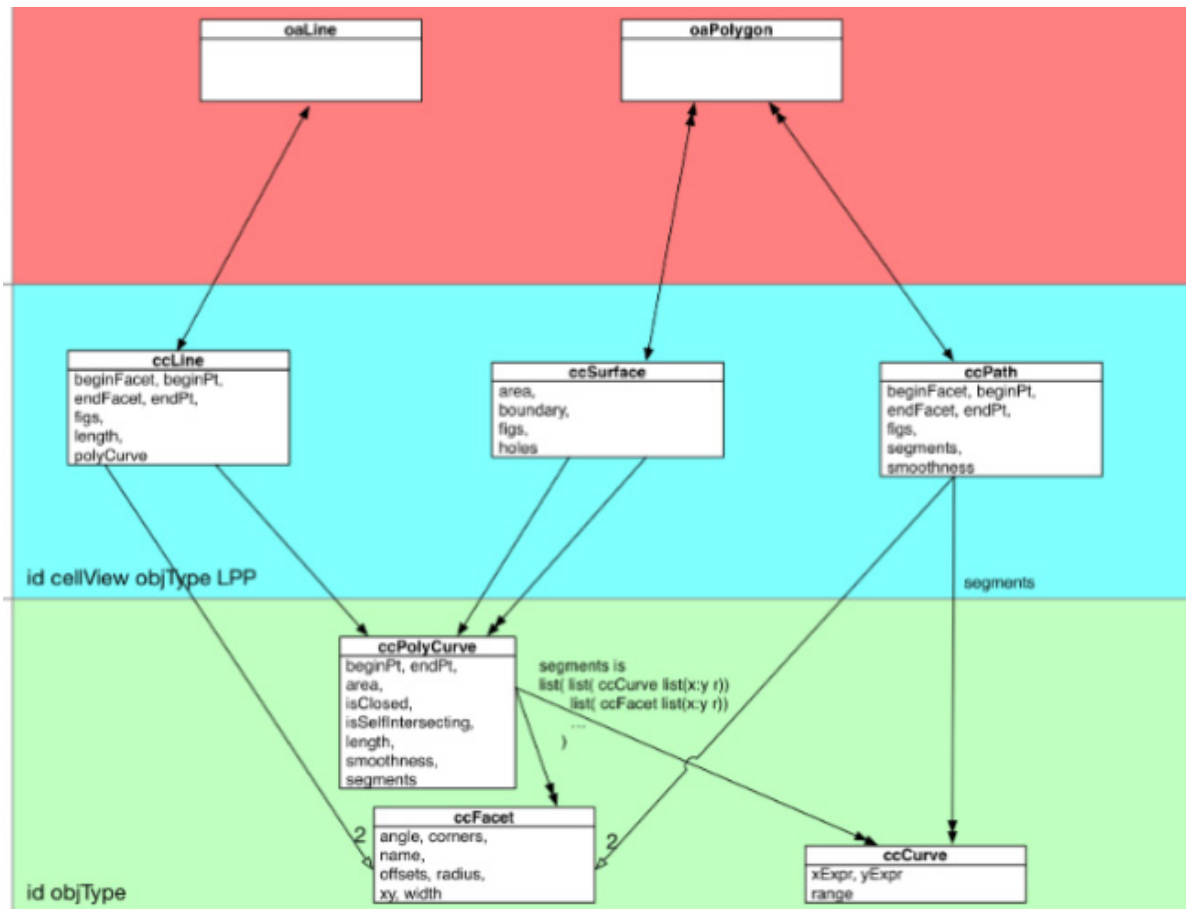 oaLine
oaPolygon
ccLine
beginFacet, beginPt,
endFacet, endPt,
figs,
length,
polyCurve
ccSurface
area,
boundary,
figs,
holes
ccPath
beginFacet, beginPt,
endFacet, endPt,
figs,
segments,
smoothness
id cellView objType LPP
segments
ccPolyCurve
beginPt, endPt,
area,
isClosed,
isSelfIntersecting,
length,
smoothness,
segments
segments is
list( list( ccCurve list(x:y r))
list( ccFacet list(x:y r))
...
)
2
ccFacet
angle, corners,
name,
offsets, radius,
xy, width
2
ccCurve
xExpr, yExpr
range
id objType